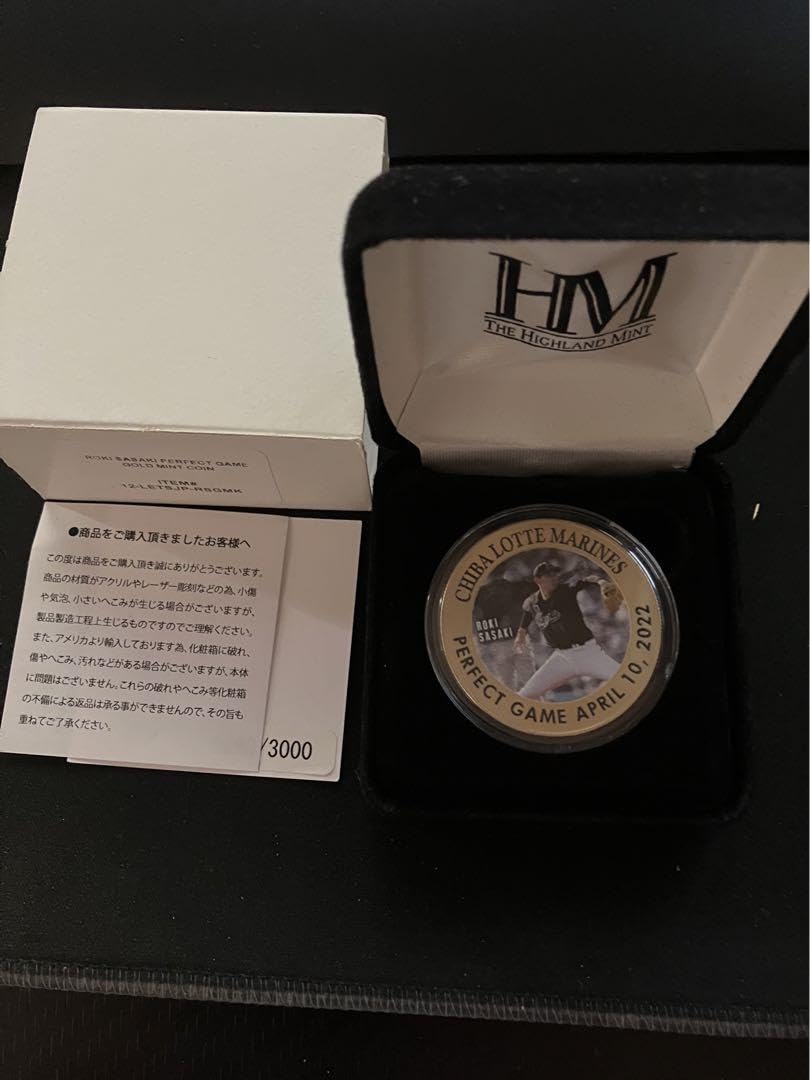 HM
THE HIGHLAND MINT
ROKI SASAKI PERFECT GAME
GOLD MINT COIN
ITEM#
12-LETSJP-RSGMK
●商品をご購入頂きましたお客様へ
この度は商品をご購入頂き誠にありがとうございます。
商品の材質がアクリルやレーザー彫刻などの為、小傷
や気泡、小さいへこみが生じる場合がございますが、
製品製造工程上生じるものですのでご理解ください。
また、アメリカより輸入しております為、化粧箱に破れ、
傷やへこみ、汚れなどがある場合がございますが、本体
に問題はございません。これらの破れやへこみ等化粧箱
の不備による返品は承る事ができませんので、その旨も
重ねてご了承ください。
/3000
CHIBA LOTTE MARINES
ROKI
SASAKI
PERFECT GAME APRIL 10, 2022